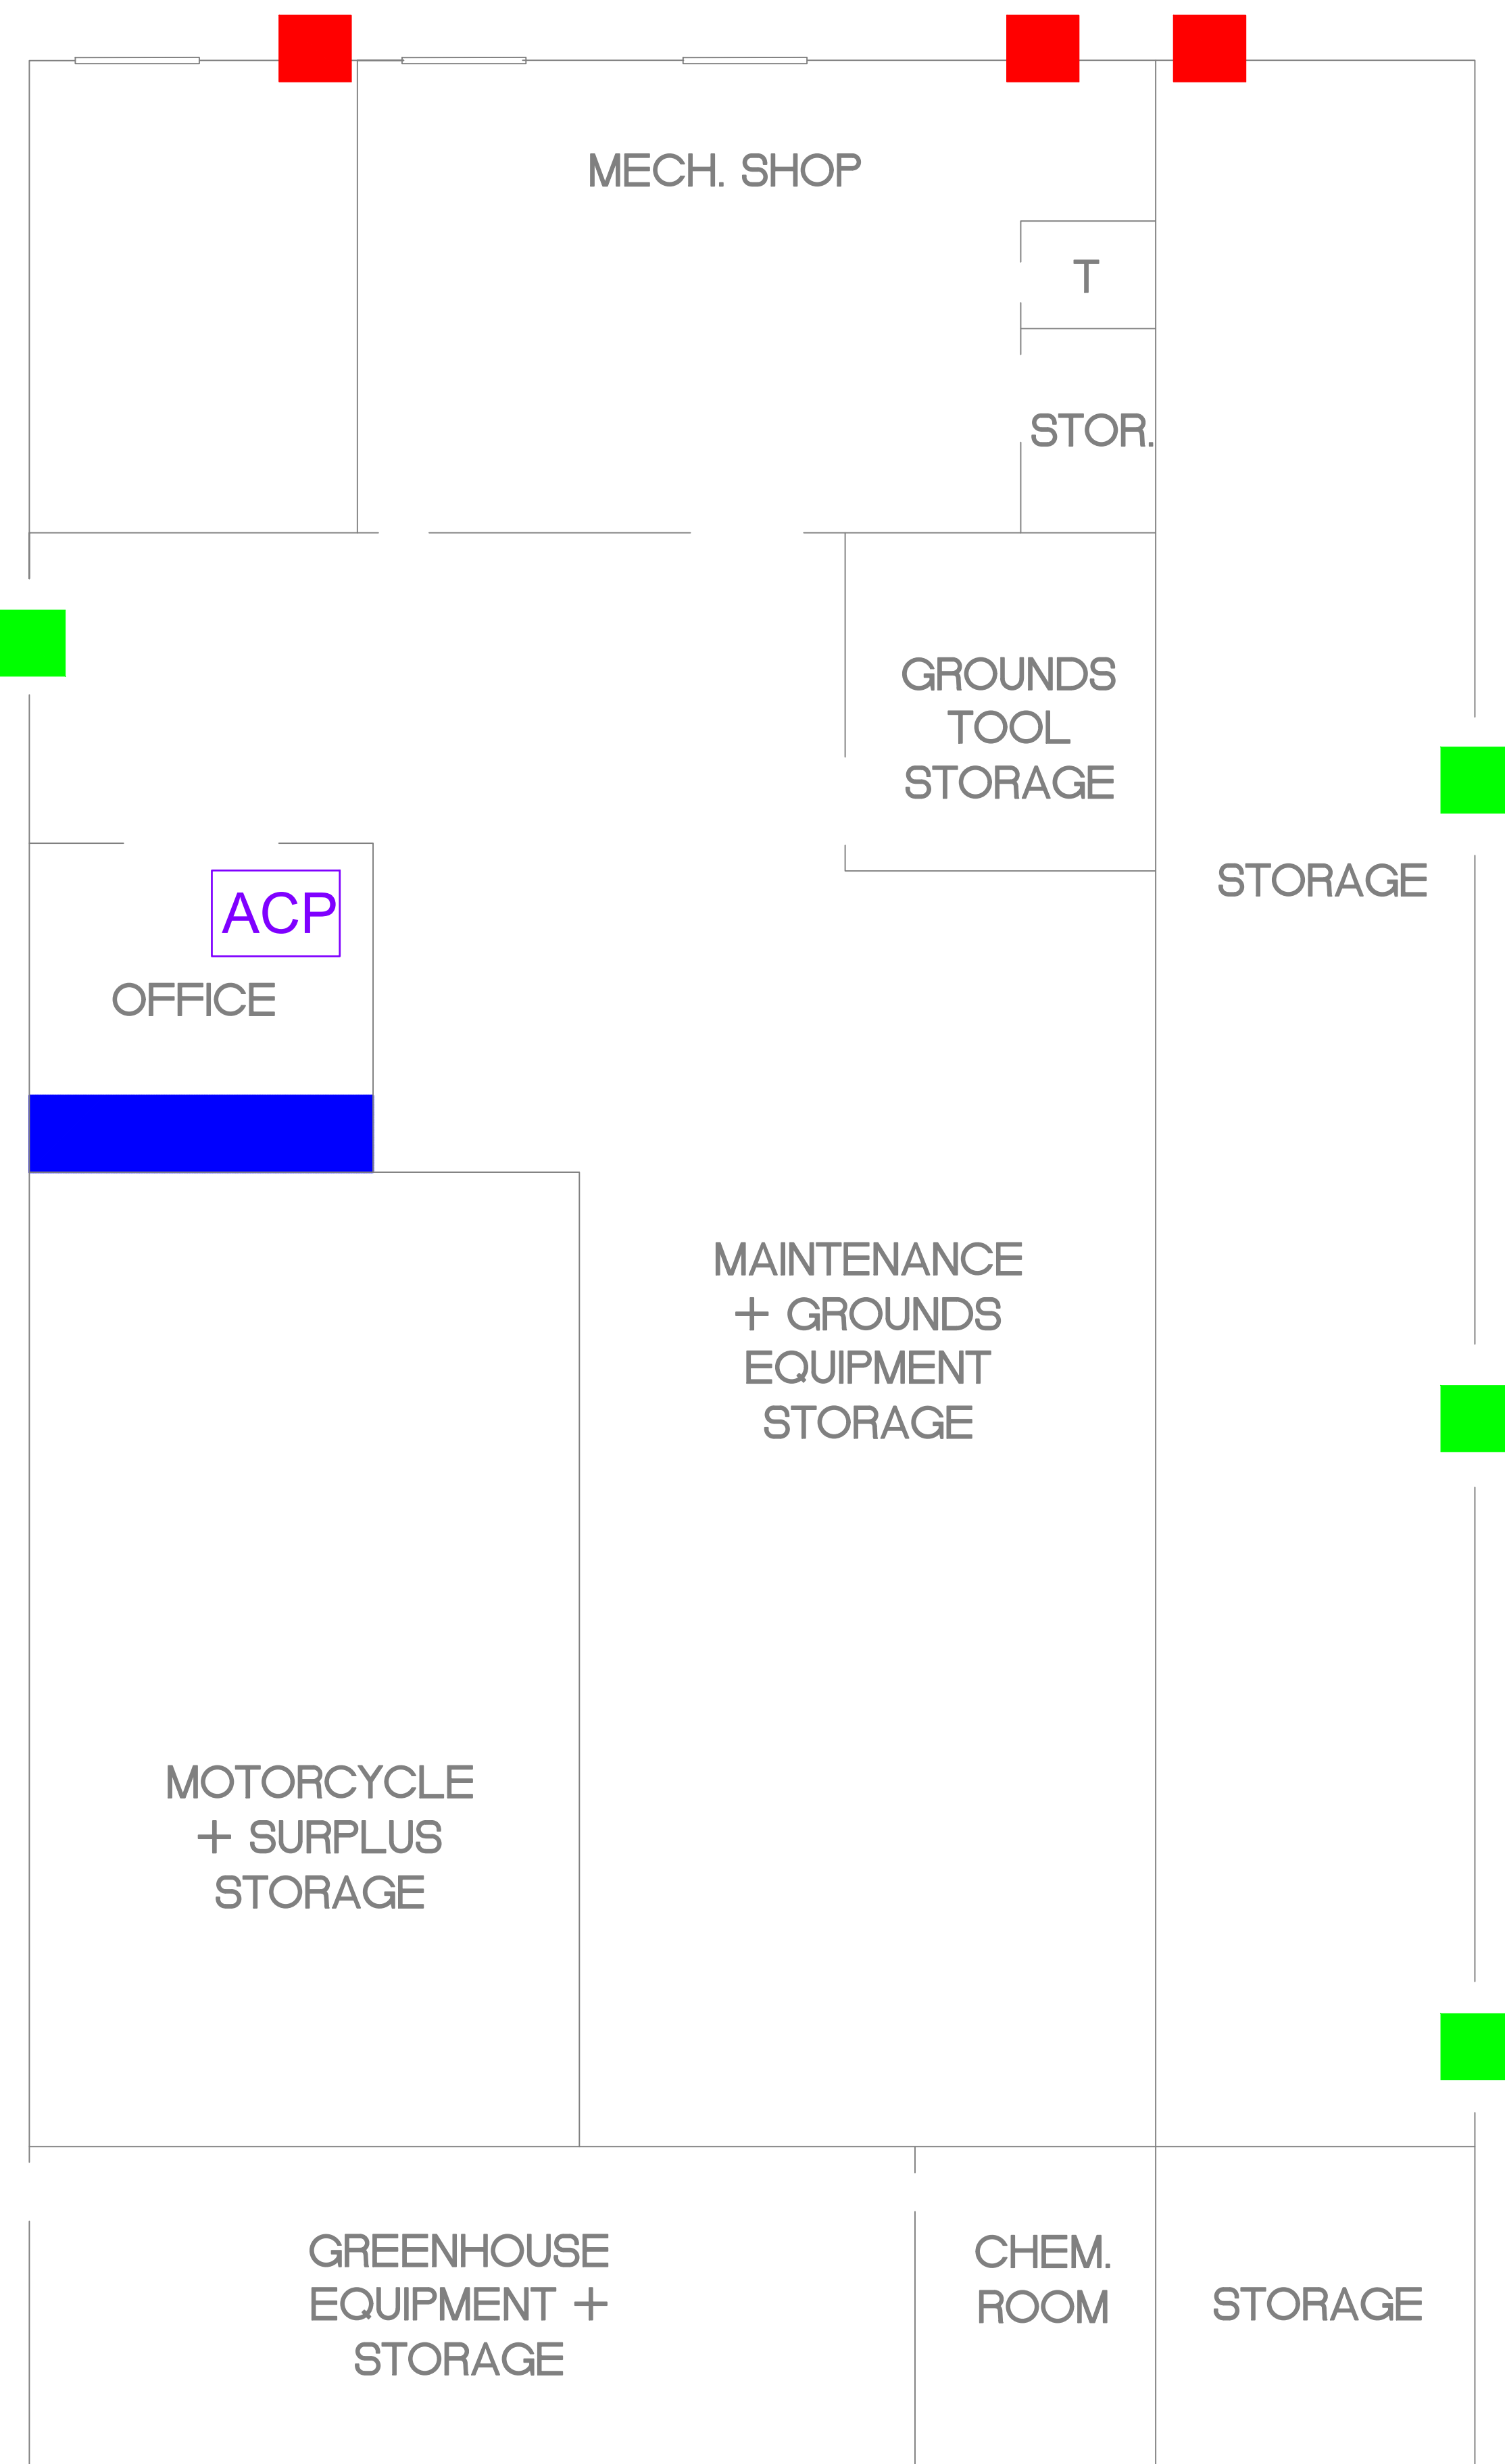 MECH. SHOP
T
STOR.
GROUNDS
TOOL
STORAGE
STORAGE
ACP
OFFICE
MAINTENANCE
+ GROUNDS
EQUIPMENT
STORAGE
MOTORCYCLE
+ SURPLUS
STORAGE
GREENHOUSE
EQUIPMENT +
STORAGE
CHEM.
ROOM
STORAGE